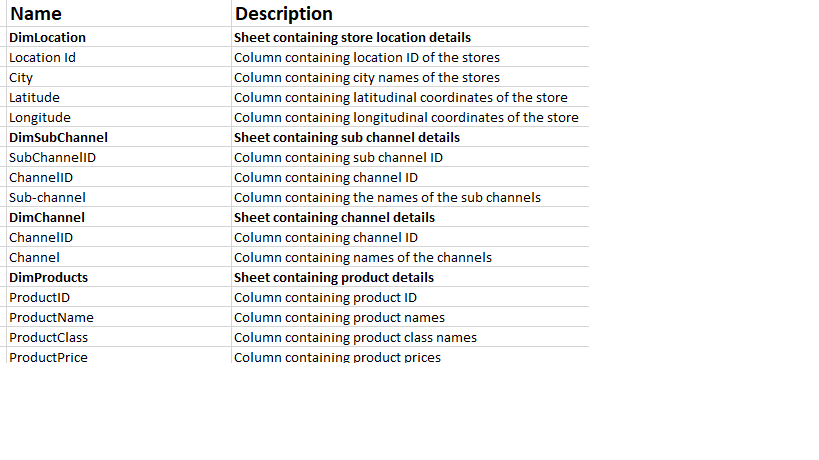 Name Description
DimLocation Sheet containing store location details
Location Id Column containing location ID of the stores
City Column containing city names of the stores
Latitude Column containing latitudinal coordinates of the store
Longitude Column containing longitudinal coordinates of the store
DimSubChannel Sheet containing sub channel details
SubChannelID Column containing sub channel ID
ChannelID Column containing channel ID
Sub-channel Column containing the names of the sub channels
DimChannel Sheet containing channel details
ChannelID Column containing channel ID
Channel Column containing names of the channels
DimProducts Sheet containing product details
ProductID Column containing product ID
ProductName Column containing product names
ProductClass Column containing product class names
ProductPrice Column containing product prices